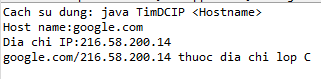 Cach su dung: java TimDCIP <Hostname>
Host name:google.com
Dia chi IP:216.58.200.14
google.com/216.58.200.14 thuoc dia chi lop C